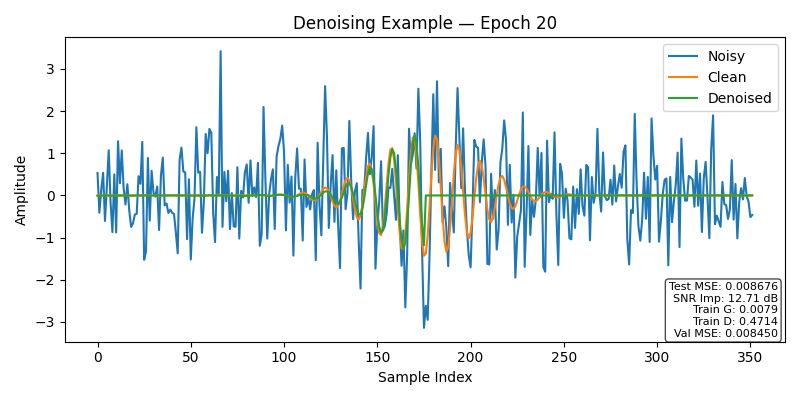 Denoising Example — Epoch 20
Noisy
Clean
Denoised
Amplitude
3
2
1
0
−1
−2
−3
Test MSE: 0.008676
SNR Imp: 12.71 dB
Train G: 0.0079
Train D: 0.4714
Val MSE: 0.008450
0 50 100 150 200 250 300 350
Sample Index